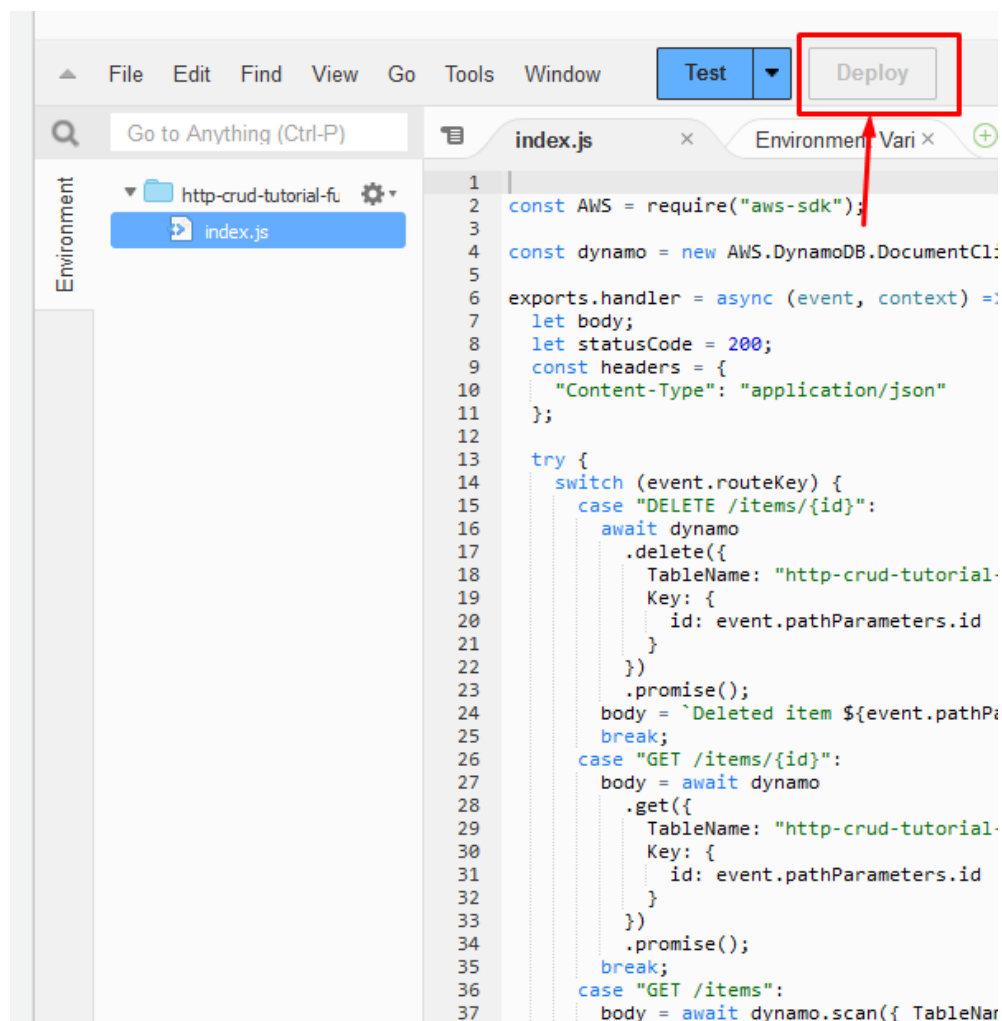 File Edit Find View Go Tools Window Test Deploy
Go to Anything (Ctrl-P)
index.js Environment Vari
Environment
http-crud-tutorial-fu
index.js
1
2 const AWS = require("aws-sdk");
3
4 const dynamo = new AWS.DynamoDB.DocumentCli
5
6 exports.handler = async (event, context) =>
7 let body;
8 let statusCode = 200;
9 const headers = {
10 "Content-Type": "application/json"
11 };
12
13 try {
14 switch (event.routeKey) {
15 case "DELETE /items/{id}":
16 await dynamo
17 .delete({
18 TableName: "http-crud-tutorial-
19 Key: {
20 id: event.pathParameters.id
21 }
22 })
23 .promise();
24 body = `Deleted item ${event.pathPa
25 break;
26 case "GET /items/{id}":
27 body = await dynamo
28 .get({
29 TableName: "http-crud-tutorial-
30 Key: {
31 id: event.pathParameters.id
32 }
33 })
34 .promise();
35 break;
36 case "GET /items":
37 body = await dynamo.scan({ TableNam